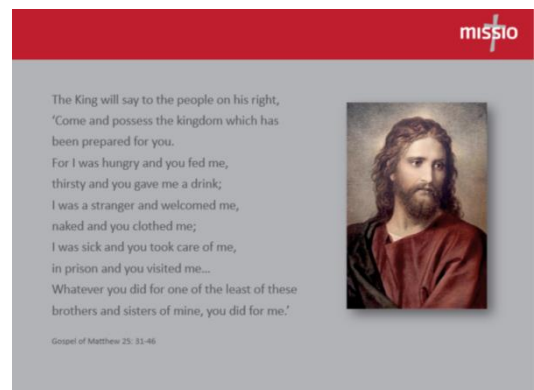 missio
The King will say to the people on his right,
‘Come and possess the kingdom which has
been prepared for you.
For I was hungry and you fed me,
thirsty and you gave me a drink;
I was a stranger and welcomed me,
naked and you clothed me;
I was sick and you took care of me,
in prison and you visited me...
Whatever you did for one of the least of these
brothers and sisters of mine, you did for me.’
Gospel of Matthew 25: 31-46